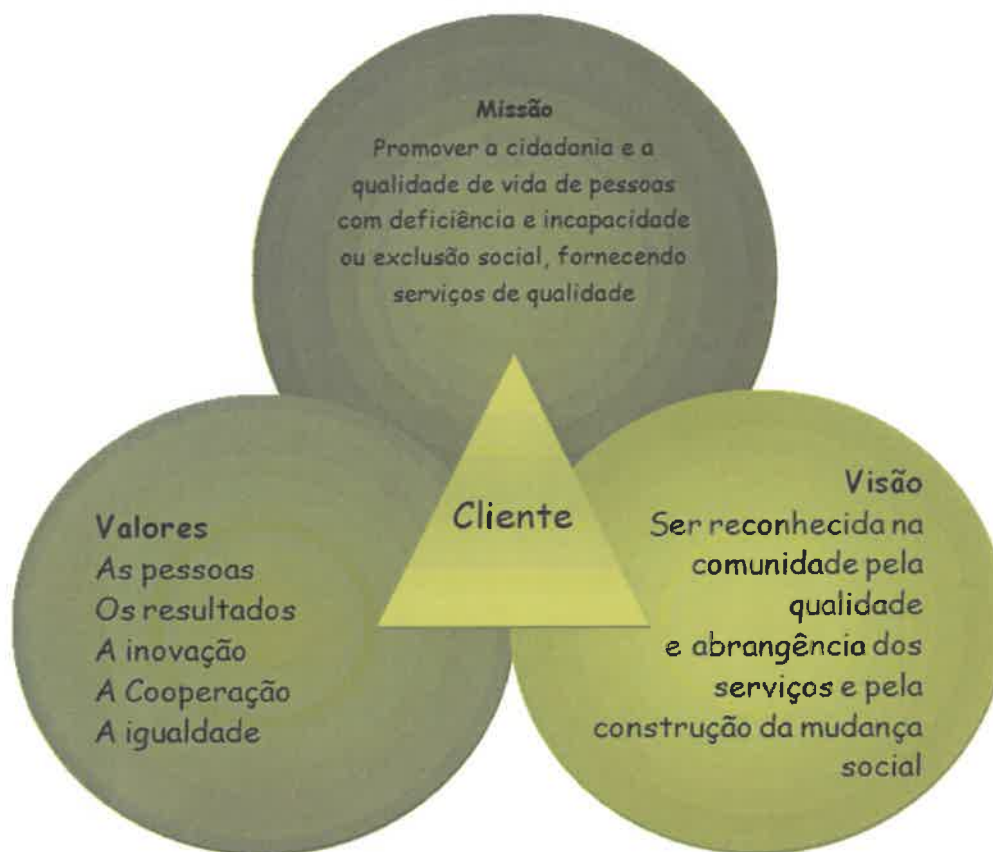 Missão
Promover a cidadania e a
qualidade de vida de pessoas
com deficiência e incapacidade
ou exclusão social, fornecendo
serviços de qualidade
Cliente
Valores
As pessoas
Os resultados
A inovação
A Cooperação
A igualdade
Visão
Ser reconhecida na
comunidade pela
qualidade
e abrangência dos
serviços e pela
construção da mudança
social